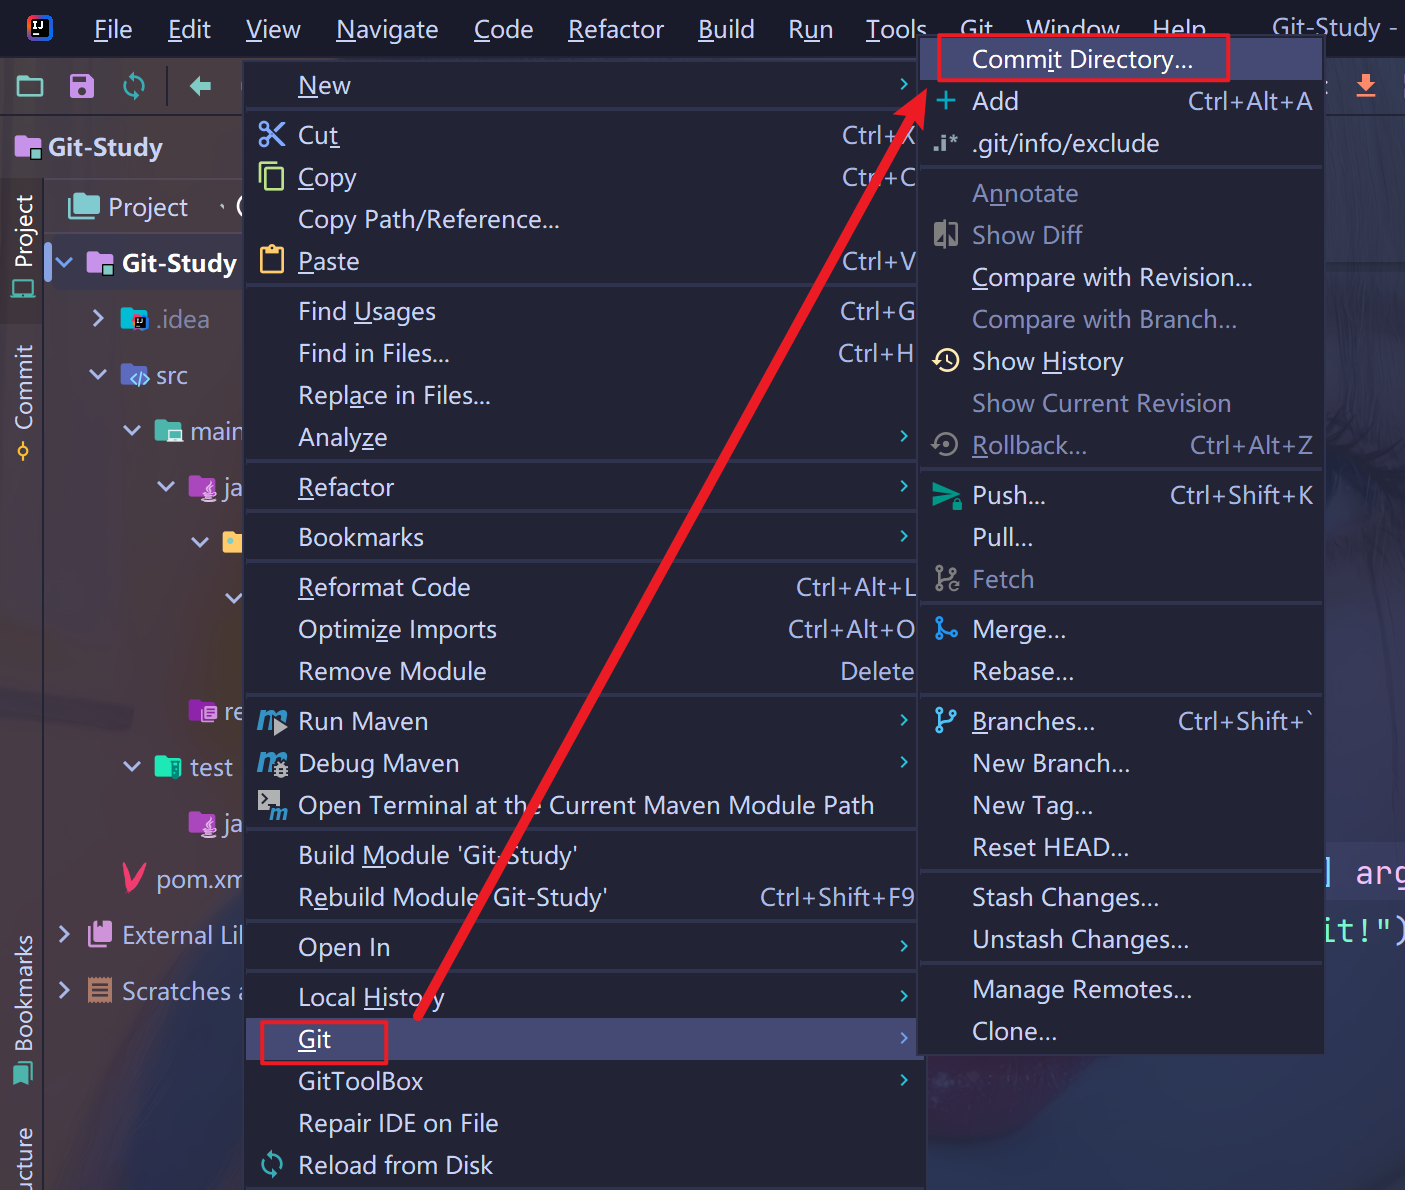 File Edit View Navigate Code Refactor Build Run Tools Git Window Help Git-Study -
Git-Study
Project
Project
Commit
Bookmarks
Git-Study
.idea
src
main
test
pom.xm
External Lib
Scratches a
New
Cut Ctrl+X
Copy Ctrl+C
Copy Path/Reference...
Paste Ctrl+V
Find Usages Ctrl+G
Find in Files... Ctrl+H
Replace in Files...
Analyze
Refactor
Bookmarks
Reformat Code Ctrl+Alt+L
Optimize Imports Ctrl+Alt+O
Remove Module Delete
Run Maven
Debug Maven
Open Terminal at the Current Maven Module Path
Build Module 'Git-Study'
Rebuild Module 'Git-Study' Ctrl+Shift+F9
Open In
Local History
Git
GitToolBox
Repair IDE on File
Reload from Disk
Commit Directory...
Add Ctrl+Alt+A
.git/info/exclude
Annotate
Show Diff
Compare with Revision...
Compare with Branch...
Show History
Show Current Revision
Rollback... Ctrl+Alt+Z
Push... Ctrl+Shift+K
Pull...
Fetch
Merge...
Rebase...
Branches... Ctrl+Shift+`
New Branch...
New Tag...
Reset HEAD...
Stash Changes...
Unstash Changes...
Manage Remotes...
Clone...
] arg
it!")